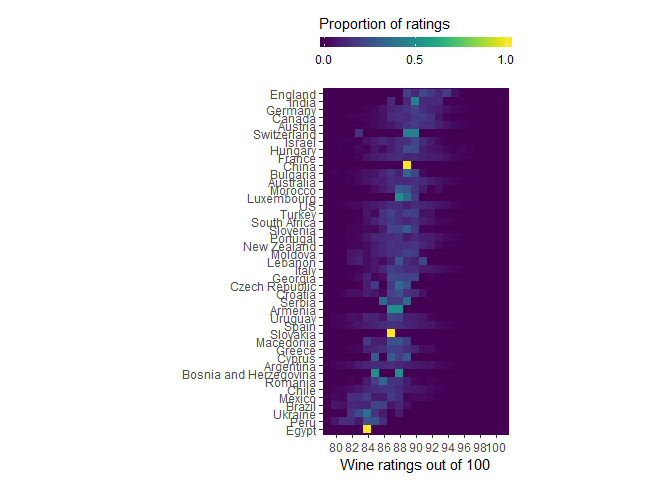 Proportion of ratings
0.0 0.5 1.0
England
India
Germany
Canada
Austria
Switzerland
Israel
Hungary
France
China
Bulgaria
Australia
Morocco
Luxembourg
US
Turkey
South Africa
Slovenia
Portugal
New Zealand
Moldova
Lebanon
Italy
Georgia
Czech Republic
Croatia
Serbia
Armenia
Uruguay
Spain
Slovakia
Macedonia
Greece
Cyprus
Argentina
Bosnia and Herzegovina
Romania
Chile
Mexico
Brazil
Ukraine
Peru
Egypt
80 82 84 86 88 90 92 94 96 98 100
Wine ratings out of 100